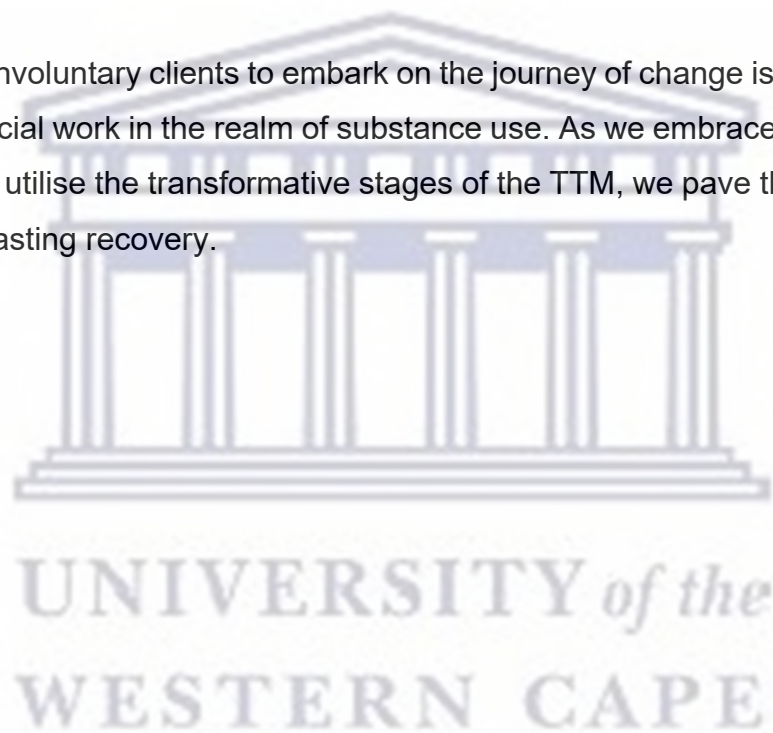 nvoluntary clients to embark on the journey of change is
cial work in the realm of substance use. As we embrace
utilise the transformative stages of the TTM, we pave th
asting recovery.
UNIVERSITY of the
WESTERN CAPE